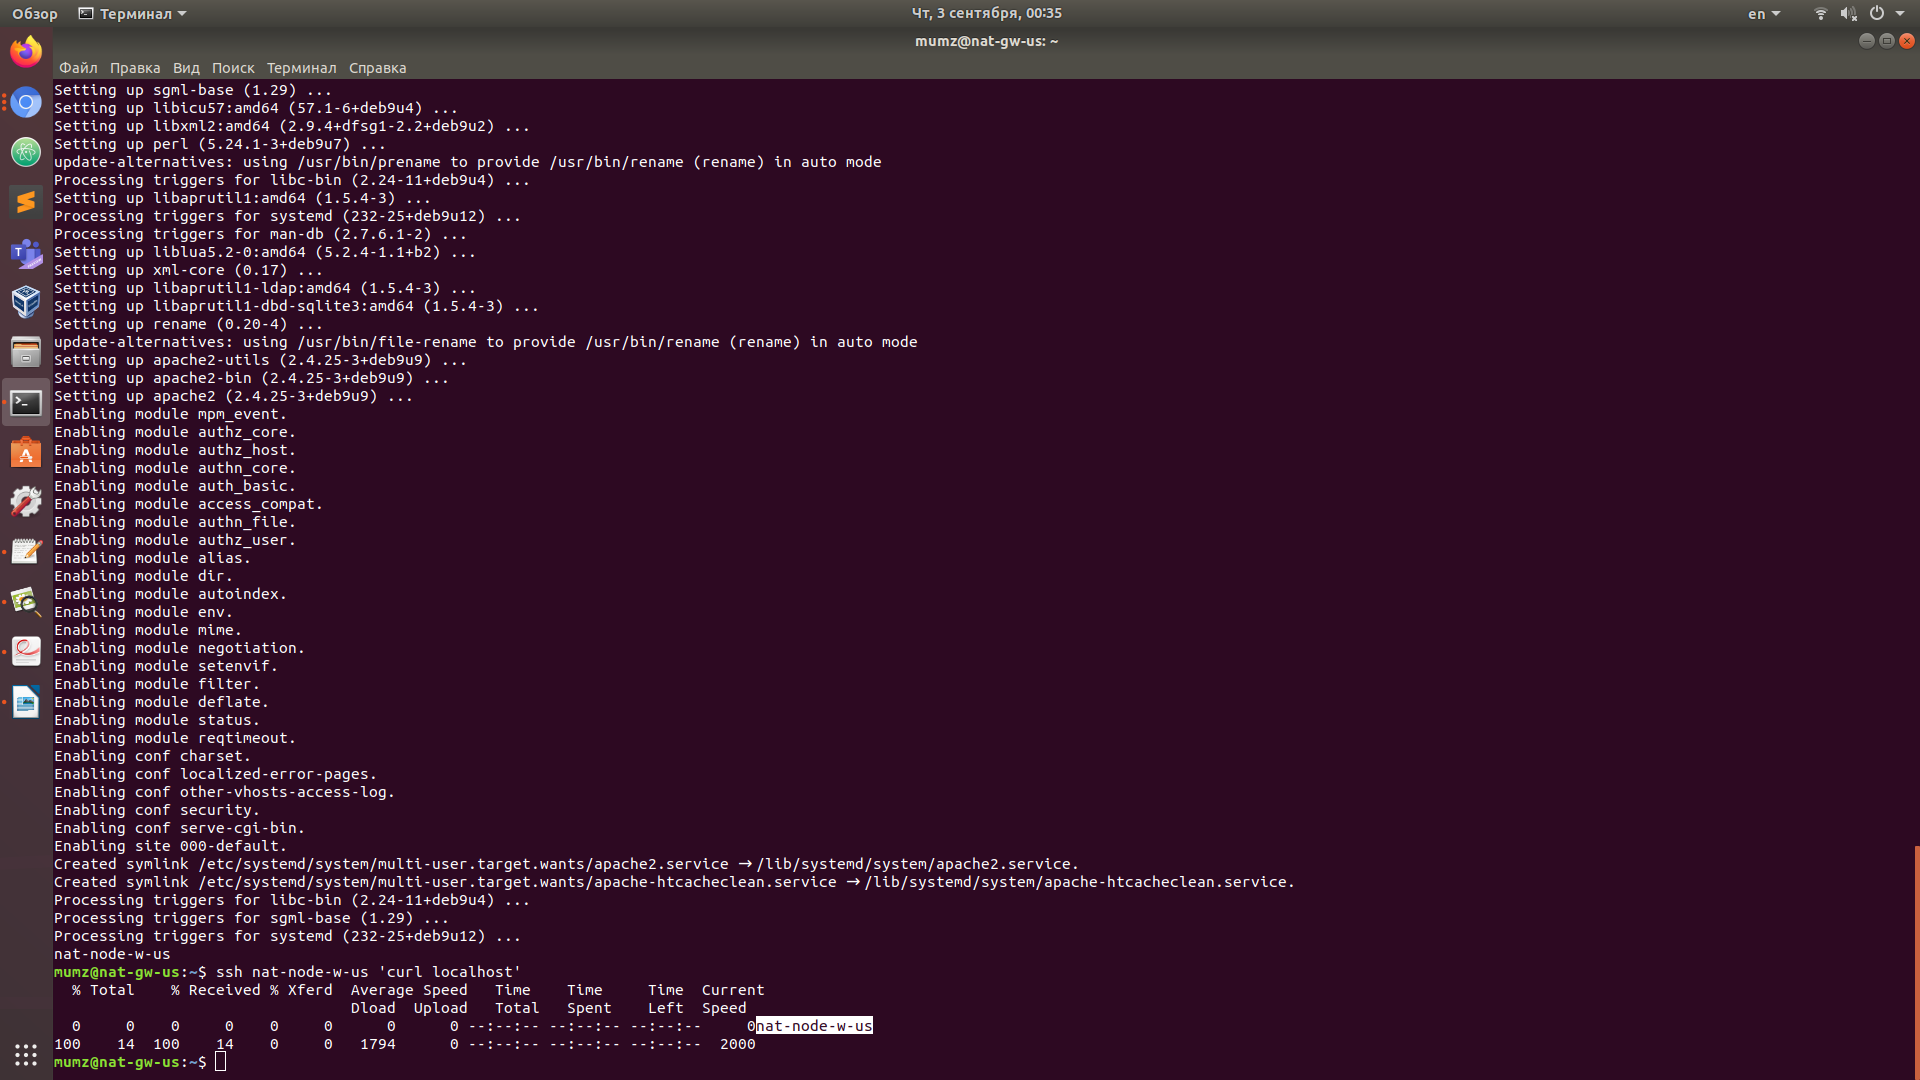 Обзор Терминал Чт, 3 сентября, 00:35 en
mumz@nat-gw-us: ~
Файл Правка Вид Поиск Терминал Справка
Setting up sgml-base (1.29) ...
Setting up libicu57:amd64 (57.1-6+deb9u4) ...
Setting up libxml2:amd64 (2.9.4+dfsg1-2.2+deb9u2) ...
Setting up perl (5.24.1-3+deb9u7) ...
update-alternatives: using /usr/bin/prename to provide /usr/bin/rename (rename) in auto mode
Processing triggers for libc-bin (2.24-11+deb9u4) ...
Setting up libaprutil1:amd64 (1.5.4-3) ...
Processing triggers for systemd (232-25+deb9u12) ...
Processing triggers for man-db (2.7.6.1-2) ...
Setting up liblua5.2-0:amd64 (5.2.4-1.1+b2) ...
Setting up xml-core (0.17) ...
Setting up libaprutil1-ldap:amd64 (1.5.4-3) ...
Setting up libaprutil1-dbd-sqlite3:amd64 (1.5.4-3) ...
Setting up rename (0.20-4) ...
update-alternatives: using /usr/bin/file-rename to provide /usr/bin/rename (rename) in auto mode
Setting up apache2-utils (2.4.25-3+deb9u9) ...
Setting up apache2-bin (2.4.25-3+deb9u9) ...
Setting up apache2 (2.4.25-3+deb9u9) ...
Enabling module mpm_event.
Enabling module authz_core.
Enabling module authz_host.
Enabling module authn_core.
Enabling module auth_basic.
Enabling module access_compat.
Enabling module authn_file.
Enabling module authz_user.
Enabling module alias.
Enabling module dir.
Enabling module autoindex.
Enabling module env.
Enabling module mime.
Enabling module negotiation.
Enabling module setenvif.
Enabling module filter.
Enabling module deflate.
Enabling module status.
Enabling module reqtimeout.
Enabling conf charset.
Enabling conf localized-error-pages.
Enabling conf other-vhosts-access-log.
Enabling conf security.
Enabling conf serve-cgi-bin.
Enabling site 000-default.
Created symlink /etc/systemd/system/multi-user.target.wants/apache2.service → /lib/systemd/system/apache2.service.
Created symlink /etc/systemd/system/multi-user.target.wants/apache-htcacheclean.service → /lib/systemd/system/apache-htcacheclean.service.
Processing triggers for libc-bin (2.24-11+deb9u4) ...
Processing triggers for sgml-base (1.29) ...
Processing triggers for systemd (232-25+deb9u12) ...
nat-node-w-us
mumz@nat-gw-us:~$ ssh nat-node-w-us 'curl localhost'
  % Total    % Received % Xferd  Average Speed   Time    Time     Time  Current
                                 Dload  Upload   Total   Spent    Left  Speed
  0     0    0     0    0     0      0      0 --:--:-- --:--:-- --:--:--     0nat-node-w-us
100    14  100    14    0     0   1794      0 --:--:-- --:--:-- --:--:--  2000
mumz@nat-gw-us:~$